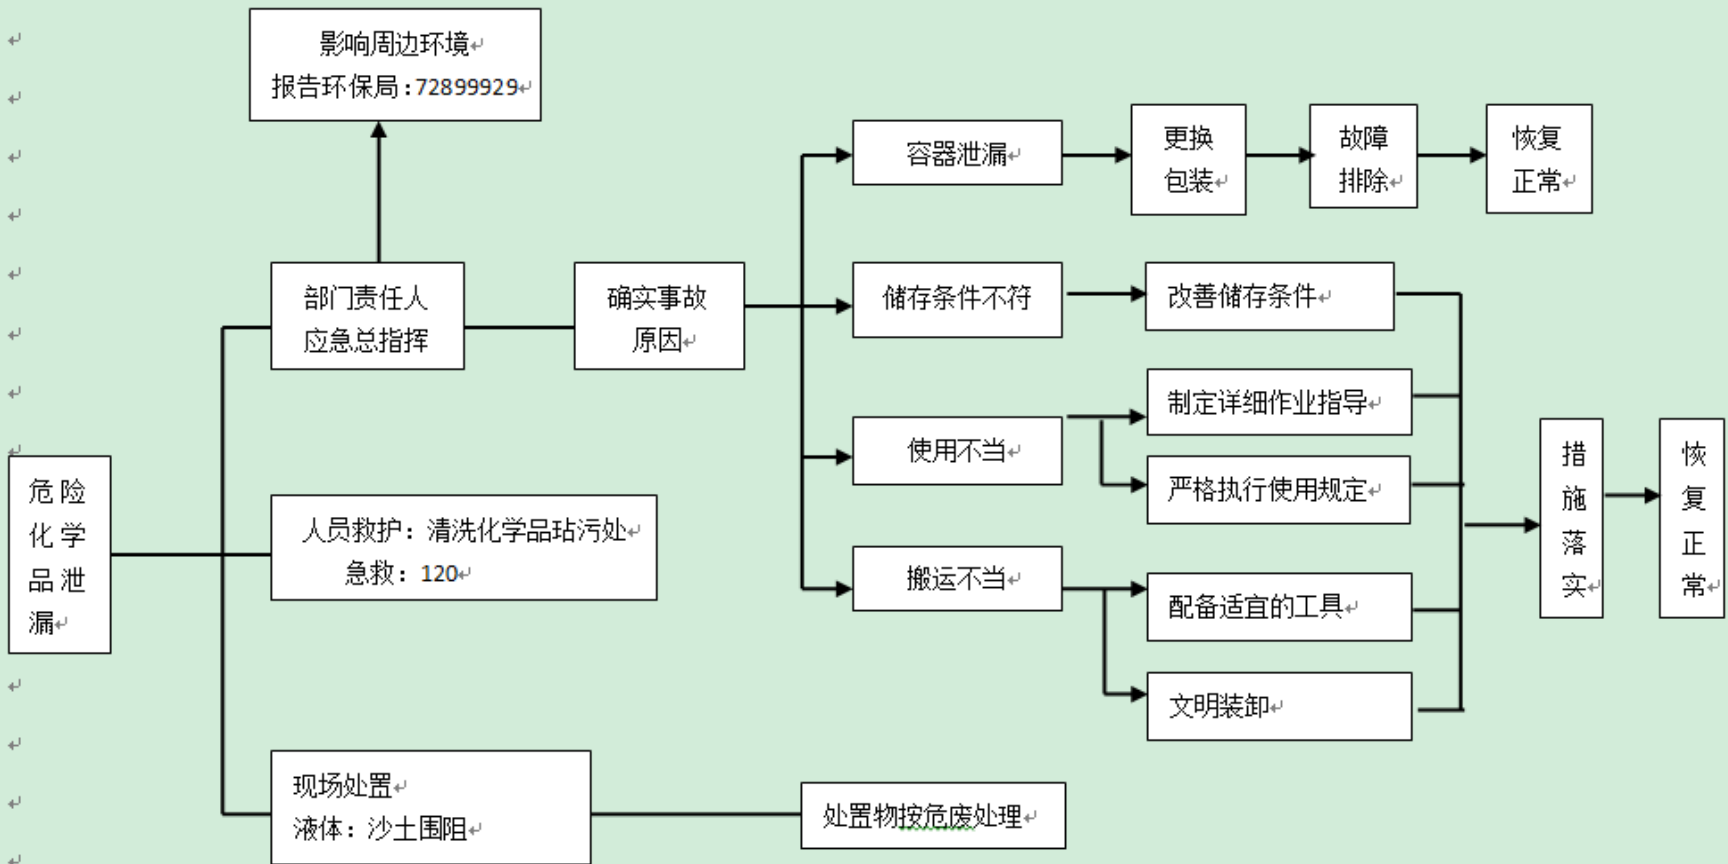 影响周边环境
报告环保局：72899929
容器泄漏
更换
包装
故障
排除
恢复
正常
部门责任人
应急总指挥
确实事故
原因
储存条件不符
改善储存条件
制定详细作业指导
使用不当
严格执行使用规定
措
施
落
实
恢
复
正
常
危险
化学
品泄
漏
人员救护：清洗化学品玷污处
急救：120
搬运不当
配备适宜的工具
文明装卸
现场处置
液体：沙土围阻
处置物按危废处理